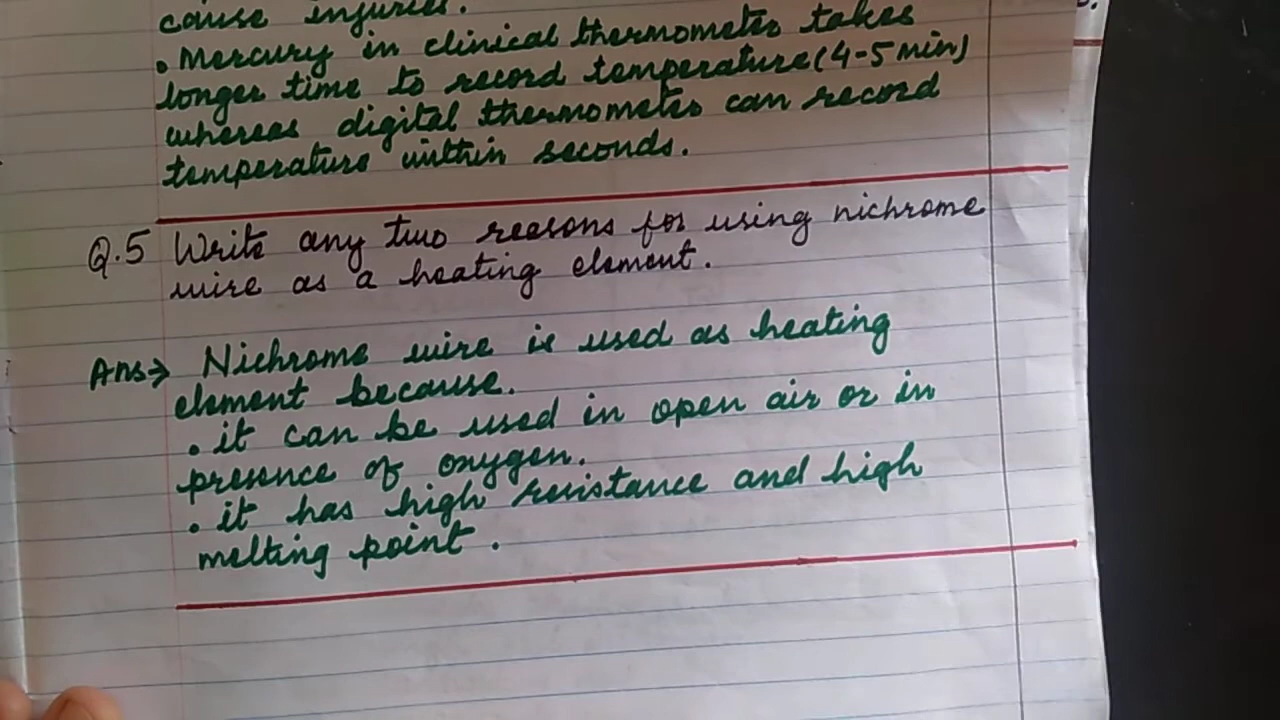 cause injuries.
• Mercury in clinical thermometer takes
longer time to record temperature (4-5 min)
whereas digital thermometer can record
temperature within seconds.
Q.5 Write any two reasons for using nichrome
wire as a heating element.
Ans→ Nichrome wire is used as heating
element because.
• it can be used in open air or in
presence of oxygen.
• it has high resistance and high
melting point.